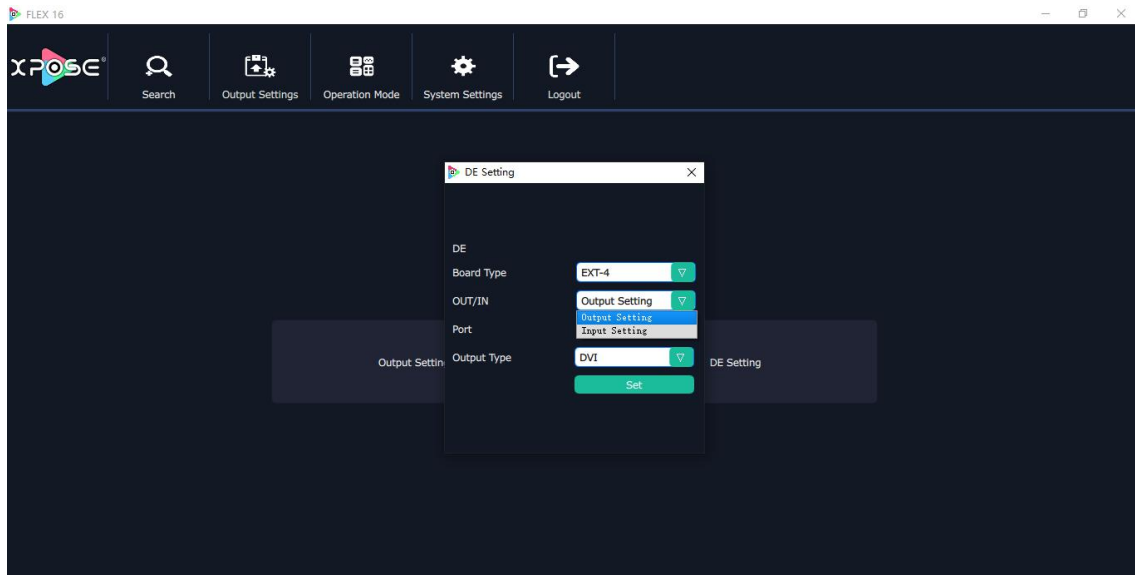 FLEX 16
XPOSE®
Search
Output Settings
Operation Mode
System Settings
Logout
DE Setting
DE
Board Type EXT-4
OUT/IN Output Setting
Output Setting
Input Setting
Port
Output Type DVI
Set
Output Settin
DE Setting